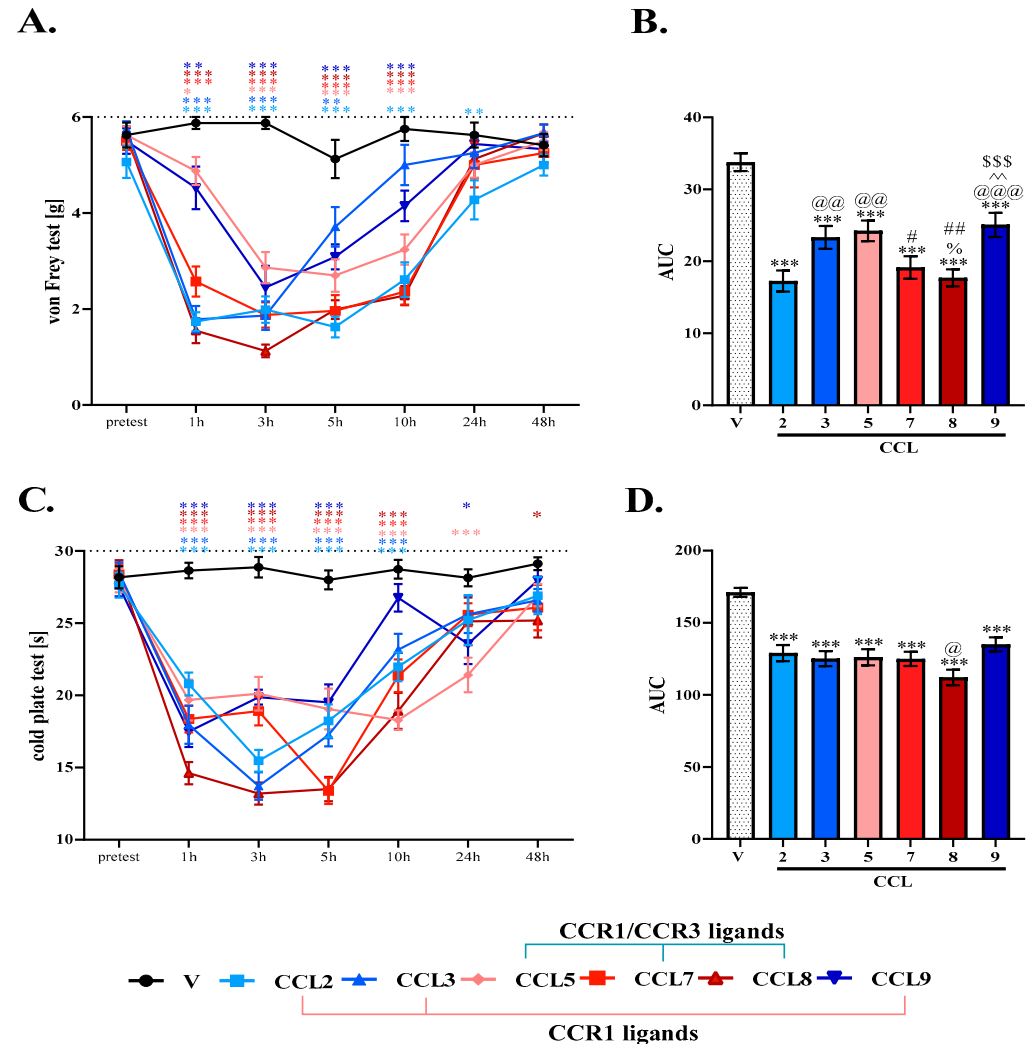 A.
** 
***
***
*
***
***
***
***
***
***
***
***
***
***
**
***
***
***
***
***
**
6
4
2
0
von Frey test [g]
pretest 1h 3h 5h 10h 24h 48h
B.
40
30
20
10
0
AUC
***
@@
***
@@
***
#
***
##
%
***
$$$
^^
@@@
***
V 2 3 5 7 8 9
CCL
C.
*** *** *** * *
*** *** *** ***
*** *** *** *** ***
*** *** *** ***
30
25
20
15
10
cold plate test [s]
pretest 1h 3h 5h 10h 24h 48h
D.
200
150
100
50
0
AUC
***
***
***
***
@
***
***
V 2 3 5 7 8 9
CCL
CCR1/CCR3 ligands
V CCL2 CCL3 CCL5 CCL7 CCL8 CCL9
CCR1 ligands